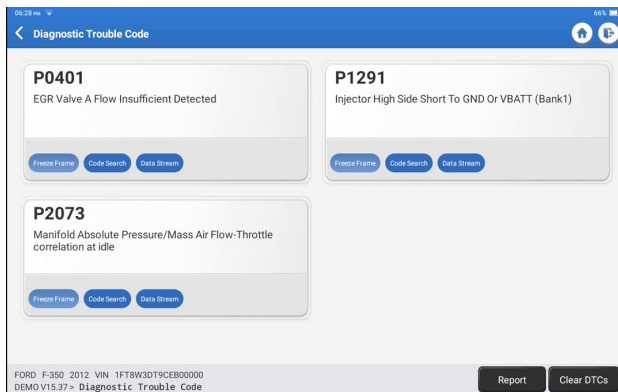 06:28 PM
66%
Diagnostic Trouble Code
P0401
EGR Valve A Flow Insufficient Detected
Freeze Frame Code Search Data Stream
P1291
Injector High Side Short To GND Or VBATT (Bank1)
Freeze Frame Code Search Data Stream
P2073
Manifold Absolute Pressure/Mass Air Flow-Throttle
correlation at idle
Freeze Frame Code Search Data Stream
FORD F-350 2012 VIN 1FT8W3DT9CEB00000
DEMO V15.37 > Diagnostic Trouble Code
Report
Clear DTCs